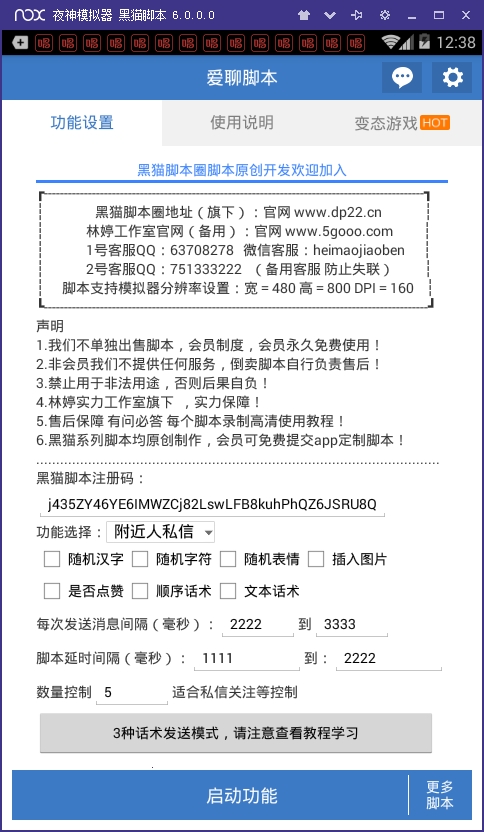 nox 夜神模拟器 黑猫脚本 6.0.0.0
12:38
爱聊脚本
功能设置 使用说明 变态游戏 HOT
黑猫脚本圈脚本原创开发欢迎加入
黑猫脚本圈地址（旗下）：官网 www.dp22.cn
林婷工作室官网（备用）：官网 www.5gooo.com
1号客服QQ：63708278 微信客服：heimaojiaoben
2号客服QQ：751333222 （备用客服 防止失联）
脚本支持模拟器分辨率设置：宽 = 480 高 = 800 DPI = 160
声明
1.我们不单独出售脚本，会员制度，会员永久免费使用！
2.非会员我们不提供任何服务，倒卖脚本自行负责售后！
3.禁止用于非法用途，否则后果自负！
4.林婷实力工作室旗下 ，实力保障！
5.售后保障 有问必答 每个脚本录制高清使用教程！
6.黑猫系列脚本均原创制作，会员可免费提交app定制脚本！
黑猫脚本注册码：
j435ZY46YE6IMWZCj82LswLFB8kuhPhQZ6JSRU8Q
功能选择： 附近人私信
随机汉字 随机字符 随机表情 插入图片
是否点赞 顺序话术 文本话术
每次发送消息间隔（毫秒）： 2222 到 3333
脚本延时间隔（毫秒）： 1111 到： 2222
数量控制 5 适合私信关注等控制
3种话术发送模式，请注意查看教程学习
启动功能
更多
脚本